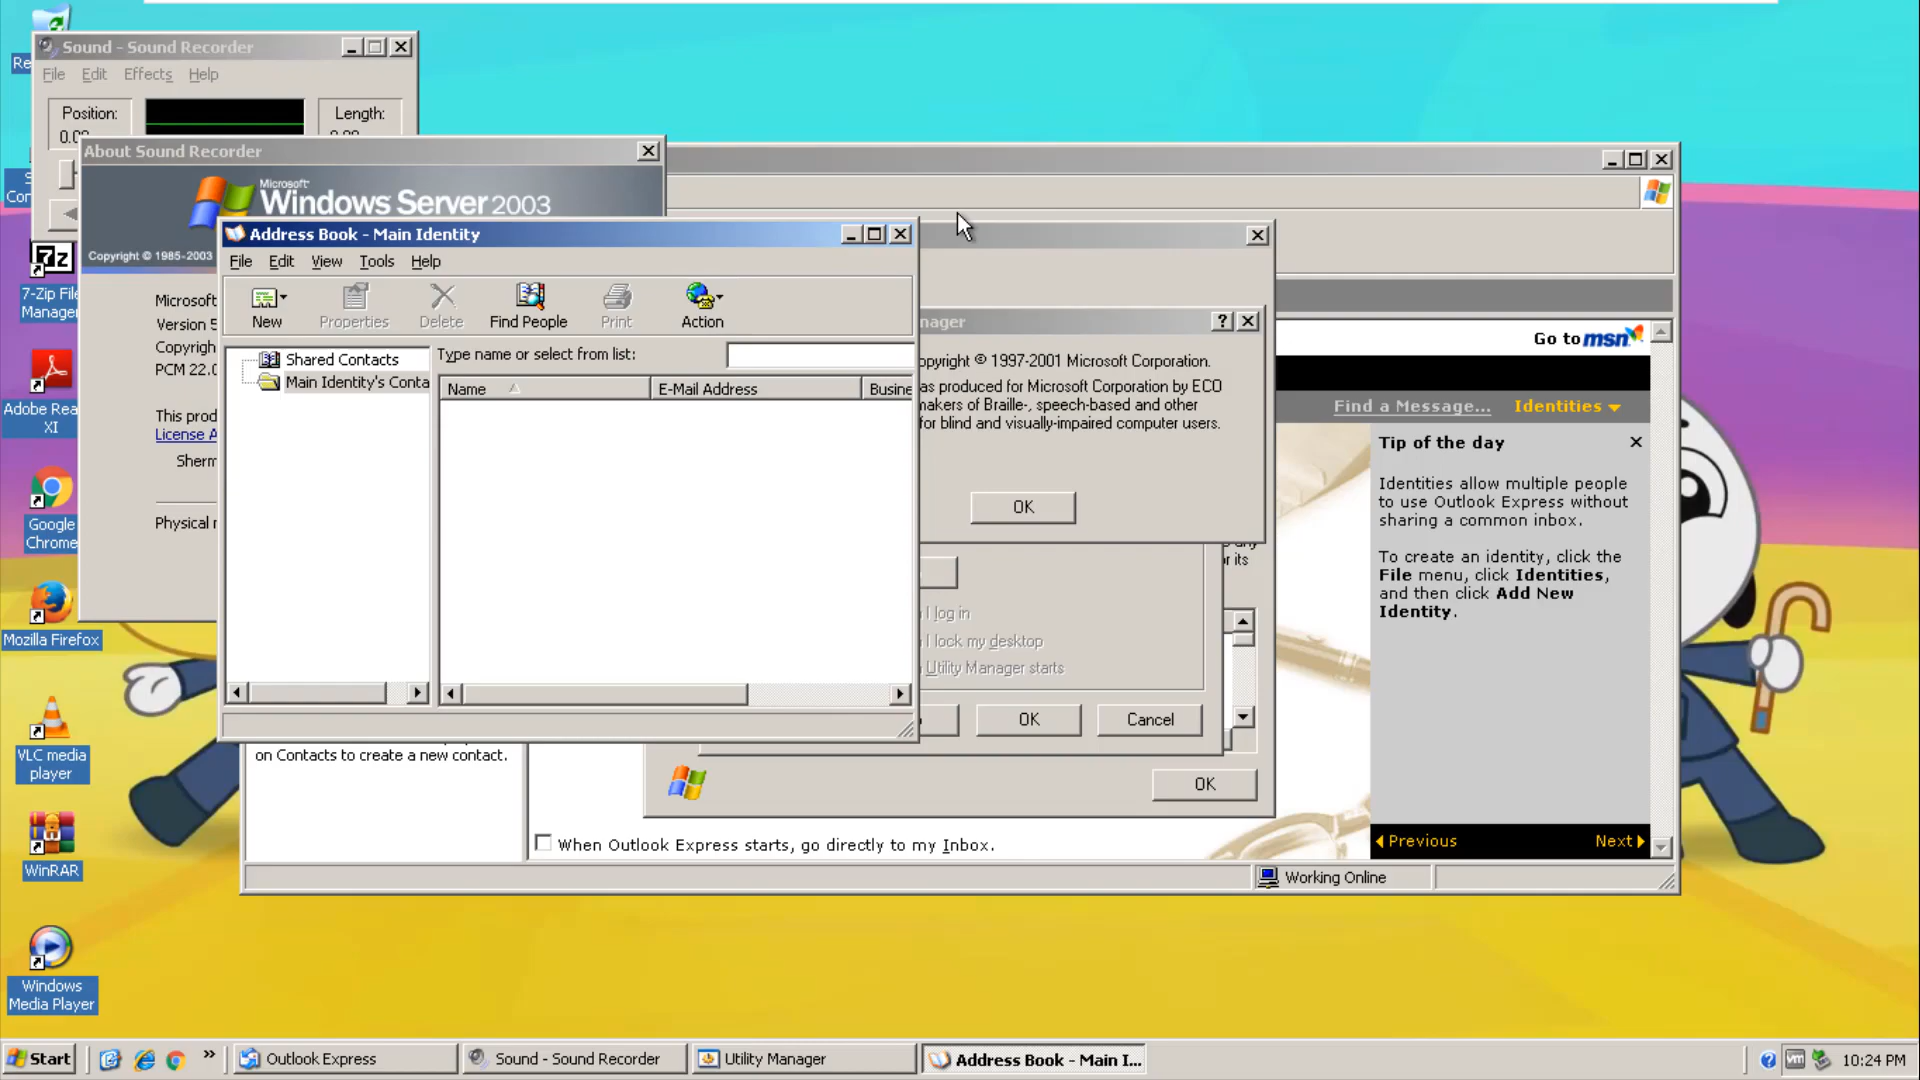 Sound - Sound Recorder
File Edit Effects Help
Position:
Length:
About Sound Recorder
Microsoft
Windows Server 2003
Copyright © 1985-2003
Microsoft
Version 5
Copyrigh
PCM 22.0
This prod
License A
Sherm
Physical
Address Book - Main Identity
File Edit View Tools Help
New Properties Delete Find People Print Action
Shared Contacts
Main Identity's Conta
Type name or select from list:
Name E-Mail Address Busine
nager
opyright © 1997-2001 Microsoft Corporation.
as produced for Microsoft Corporation by ECO
makers of Braille-, speech-based and other
for blind and visually-impaired computer users.
OK
r its
I log in
I lock my desktop
Utility Manager starts
OK Cancel
OK
Go to msn
Find a Message... Identities
Tip of the day
Identities allow multiple people
to use Outlook Express without
sharing a common inbox.
To create an identity, click the
File menu, click Identities,
and then click Add New
Identity.
Previous Next
on Contacts to create a new contact.
When Outlook Express starts, go directly to my Inbox.
Working Online
Re
Co
7z
7-Zip File
Manager
Adobe Rea
XI
Google
Chrome
Mozilla Firefox
VLC media
player
WinRAR
Windows
Media Player
Start
Outlook Express
Sound - Sound Recorder
Utility Manager
Address Book - Main I...
vm
10:24 PM